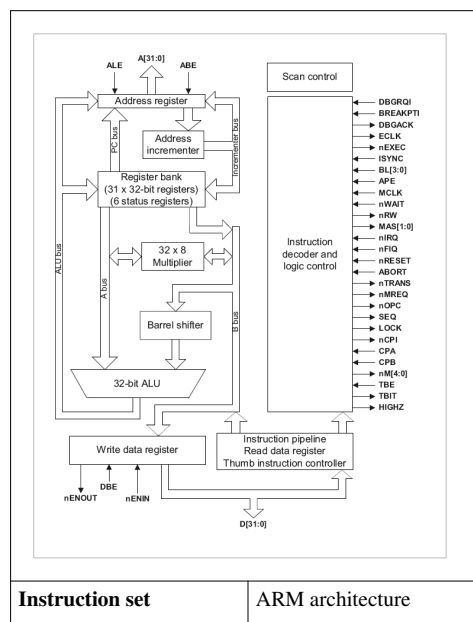 A[31:0]
ALE
ABE
Scan control
Address register
Address
incrementer
PC bus
Incrementer bus
Register bank
(31 x 32-bit registers)
(6 status registers)
ALU bus
A bus
32 x 8
Multiplier
B bus
Barrel shifter
32-bit ALU
Instruction
decoder and
logic control
DBGRQI
BREAKPTI
DBGACK
ECLK
nEXEC
ISYNC
BL[3:0]
APE
MCLK
nWAIT
nRW
MAS[1:0]
nIRQ
nFIQ
nRESET
ABORT
nTRANS
nMREQ
nOPC
SEQ
LOCK
nCPI
CPA
CPB
nM[4:0]
TBE
TBIT
HIGHZ
Write data register
Instruction pipeline
Read data register
Thumb instruction controller
nENOUT
DBE
nENIN
D[31:0]
Instruction set
ARM architecture